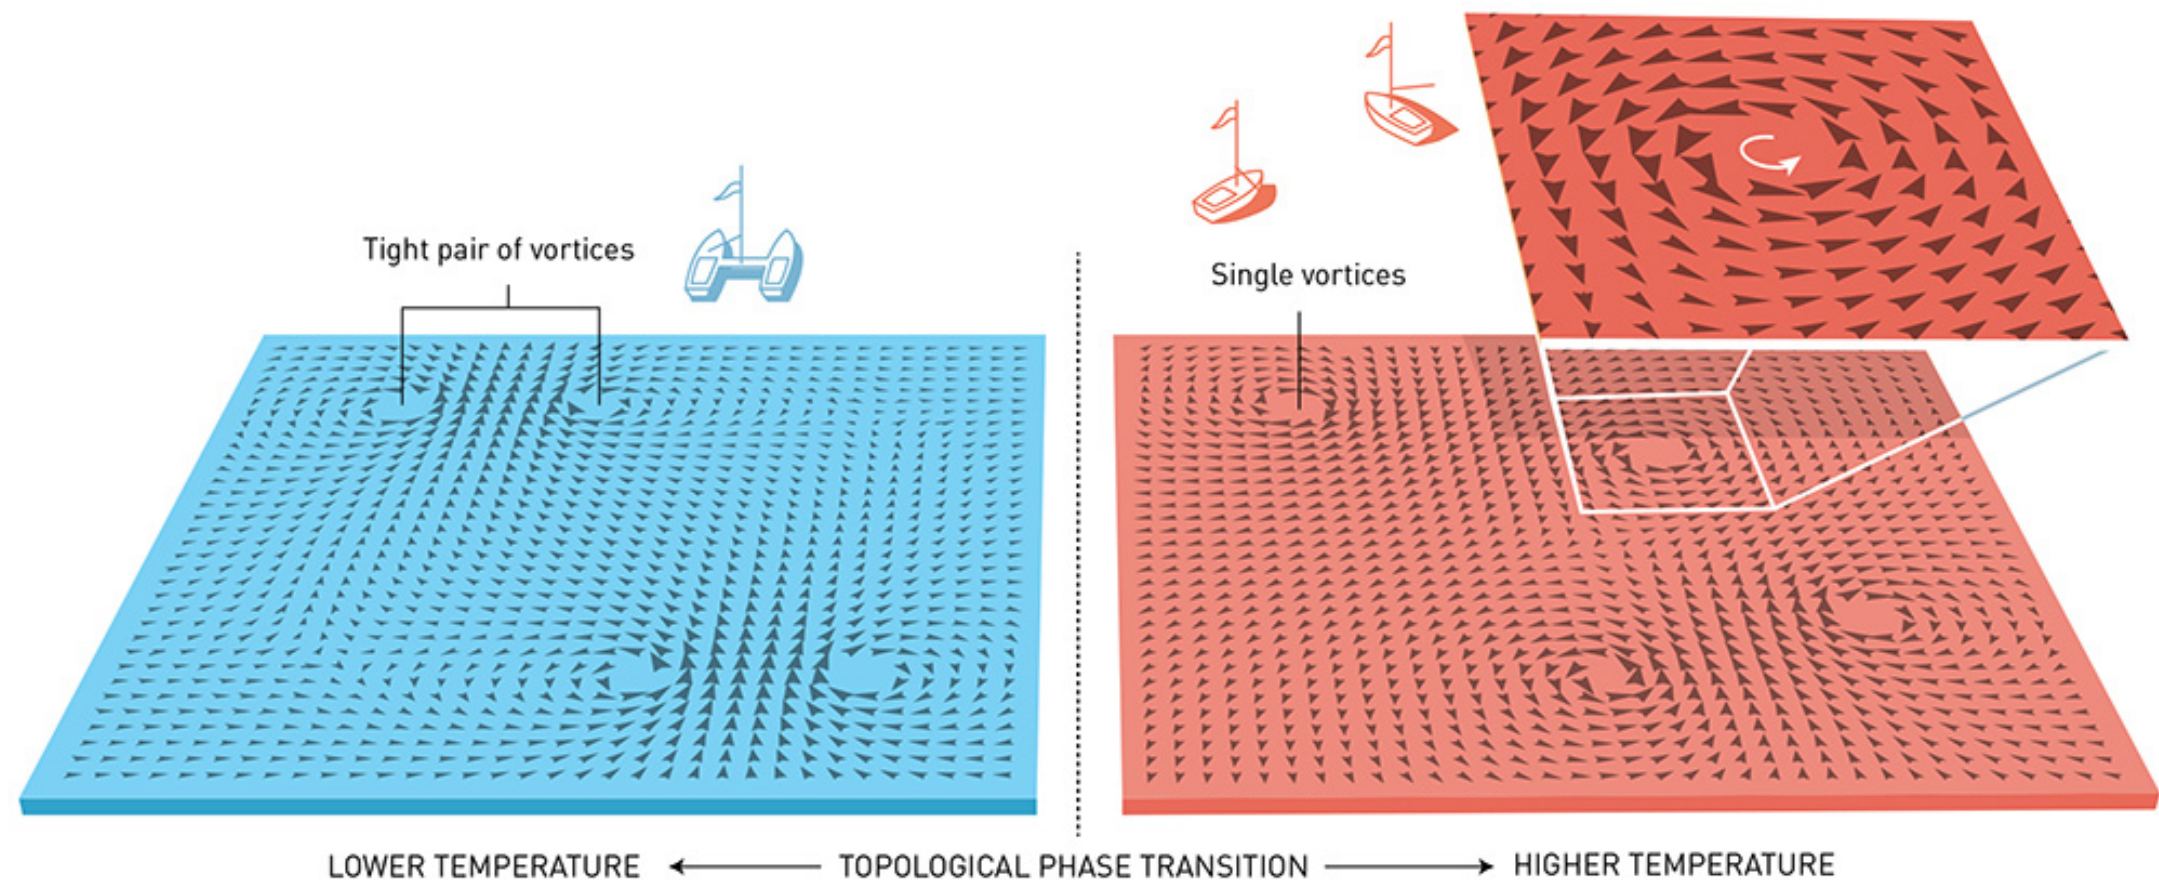 Tight pair of vortices
Single vortices
LOWER TEMPERATURE
TOPOLOGICAL PHASE TRANSITION
HIGHER TEMPERATURE